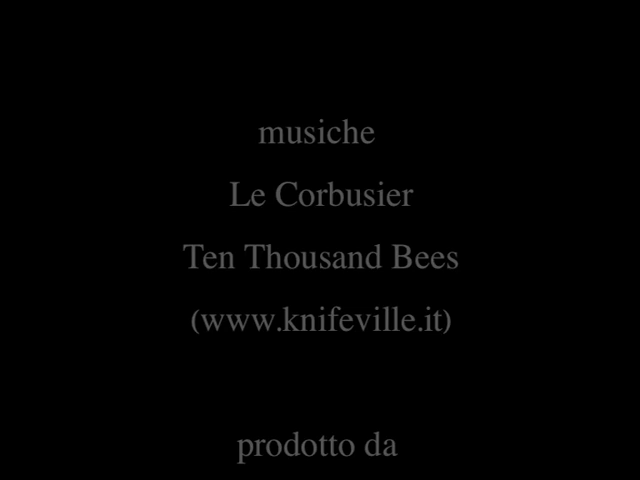 musiche
Le Corbusier
Ten Thousand Bees
(www.knifeville.it)
prodotto da